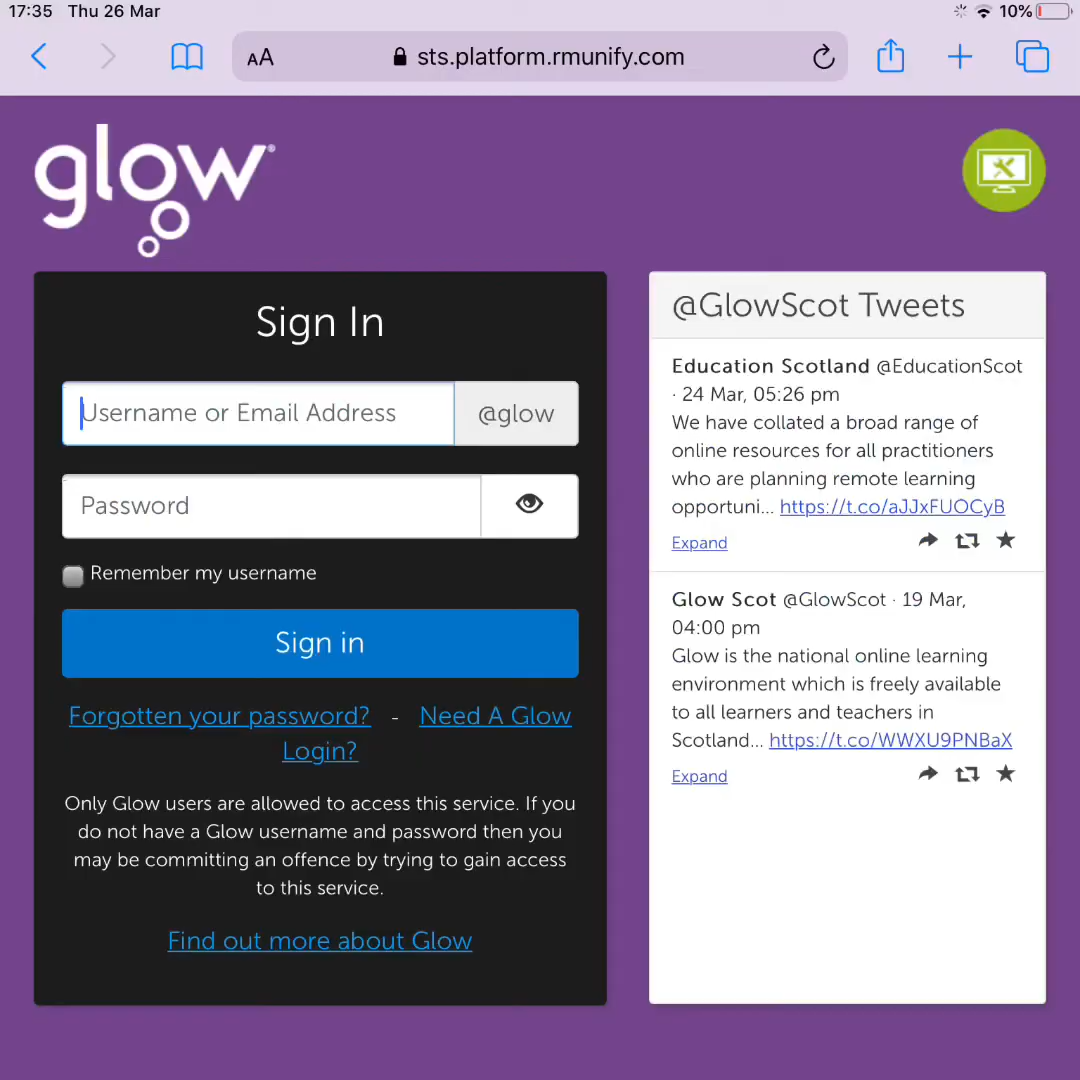 17:35 Thu 26 Mar
10%
AA
sts.platform.rmunify.com
glow
Sign In
Username or Email Address
@glow
Password
Remember my username
Sign in
Forgotten your password? - Need A Glow
Login?
Only Glow users are allowed to access this service. If you
do not have a Glow username and password then you
may be committing an offence by trying to gain access
to this service.
Find out more about Glow
@GlowScot Tweets
Education Scotland @EducationScot
· 24 Mar, 05:26 pm
We have collated a broad range of
online resources for all practitioners
who are planning remote learning
opportuni... https://t.co/aJJxFUOCyB
Expand
Glow Scot @GlowScot · 19 Mar,
04:00 pm
Glow is the national online learning
environment which is freely available
to all learners and teachers in
Scotland... https://t.co/WWXU9PNBaX
Expand